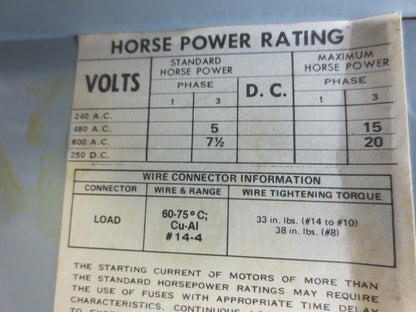 HORSE POWER RATING
VOLTS STANDARD HORSE POWER D. C. MAXIMUM HORSE POWER
PHASE PHASE
1 3 1 3
240 A.C.
480 A.C. 5 15
600 A.C. 7½ 20
250 D.C.
WIRE CONNECTOR INFORMATION
CONNECTOR WIRE & RANGE WIRE TIGHTENING TORQUE
LOAD 60-75°C; Cu-Al #14-4 33 in. lbs. (#14 to #10) 38 in. lbs. (#8)
THE STARTING CURRENT OF MOTORS OF MORE THAN
THE STANDARD HORSEPOWER RATINGS MAY REQUIRE
THE USE OF FUSES WITH APPROPRIATE TIME DELAY
CHARACTERISTICS.